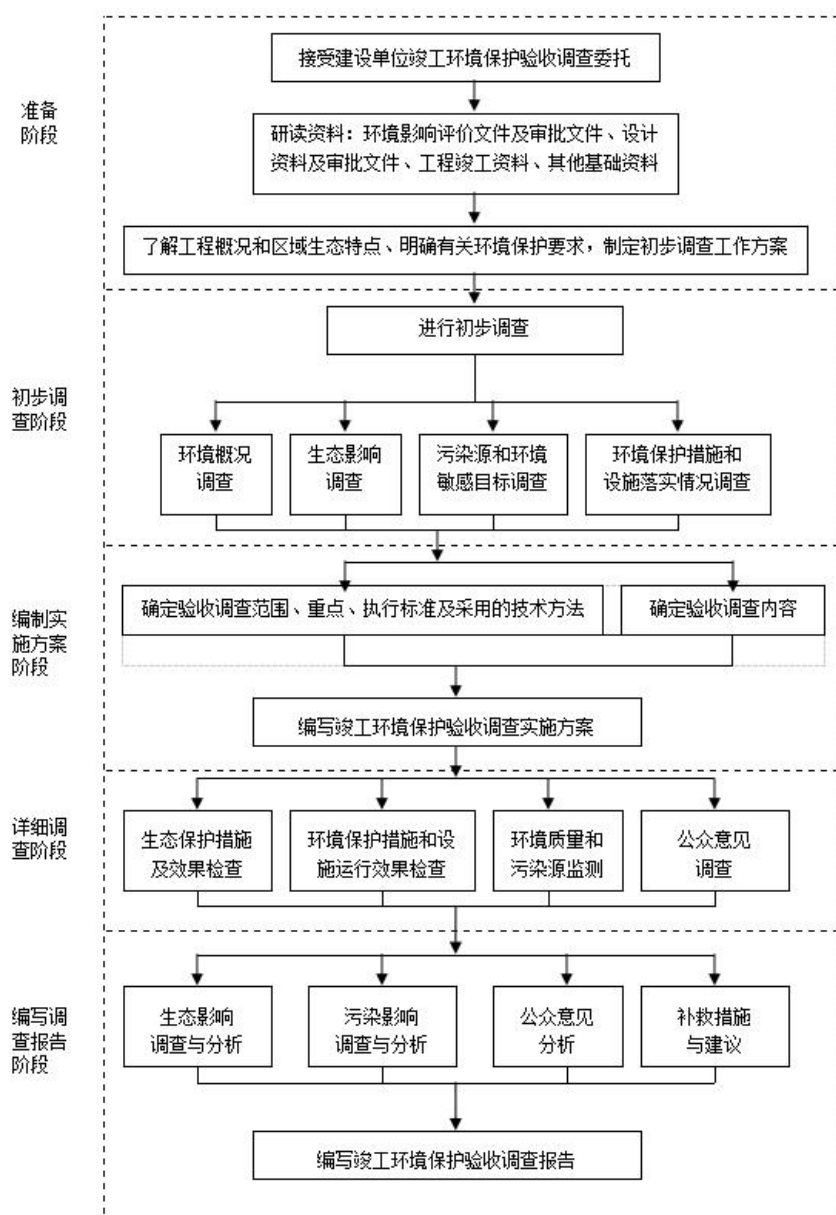 接受建设单位竣工环境保护验收调查委托
准备
阶段
研读资料：环境影响评价文件及审批文件、设计
资料及审批文件、工程竣工资料、其他基础资料
了解工程概况和区域生态特点、明确有关环境保护要求，制定初步调查工作方案
进行初步调查
初步调
查阶段
环境概况
调查
生态影响
调查
污染源和环境
敏感目标调查
环境保护措施和
设施落实情况调查
编制实
施方案
阶段
确定验收调查范围、重点、执行标准及采用的技术方法
确定验收调查内容
编写竣工环境保护验收调查实施方案
详细调
查阶段
生态保护措施
及效果检查
环境保护措施和设
施运行效果检查
环境质量和
污染源监测
公众意见
调查
编写调
查报告
阶段
生态影响
调查与分析
污染影响
调查与分析
公众意见
分析
补救措施
与建议
编写竣工环境保护验收调查报告